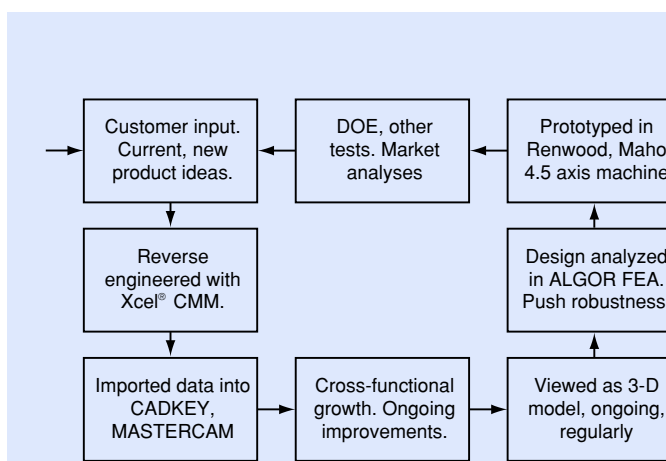 Customer input.
Current, new
product ideas.
DOE, other
tests. Market
analyses
Prototyped in
Renwood, Maho
4.5 axis machine
Reverse
engineered with
Xcel® CMM.
Design analyzed
in ALGOR FEA.
Push robustness
Imported data into
CADKEY,
MASTERCAM
Cross-functional
growth. Ongoing
improvements.
Viewed as 3-D
model, ongoing,
regularly